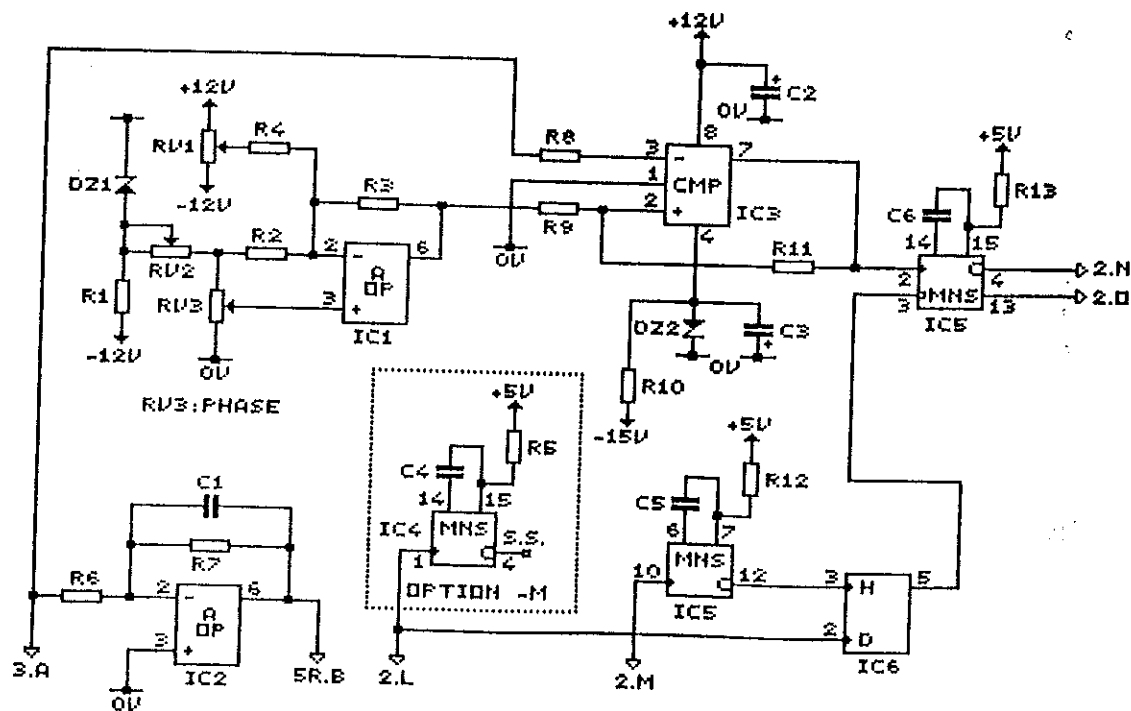 +12V
+12V
0V
C2
RV1
R4
R8
8
3
-
7
+5V
DZ1
-12V
R3
1
CMP
2
+
IC3
R13
C6
14
15
R9
4
R2
2
-
6
0V
R11
RV2
A
OP
2
4
2.N
R1
RV3
3
+
DZ2
C3
3
MNS
13
2.O
IC1
IC5
-12V
0V
0V
R10
+5V
RV3:PHASE
-15V
+5V
R5
C4
R12
C1
14
15
C5
6
7
IC4
MNS
S.S.
R7
MNS
R6
2
-
6
1
4
10
12
3
H
5
A
OP
OPTION -M
IC5
3
+
2
D
3.A
IC2
5R.B
2.L
2.M
IC6
0V